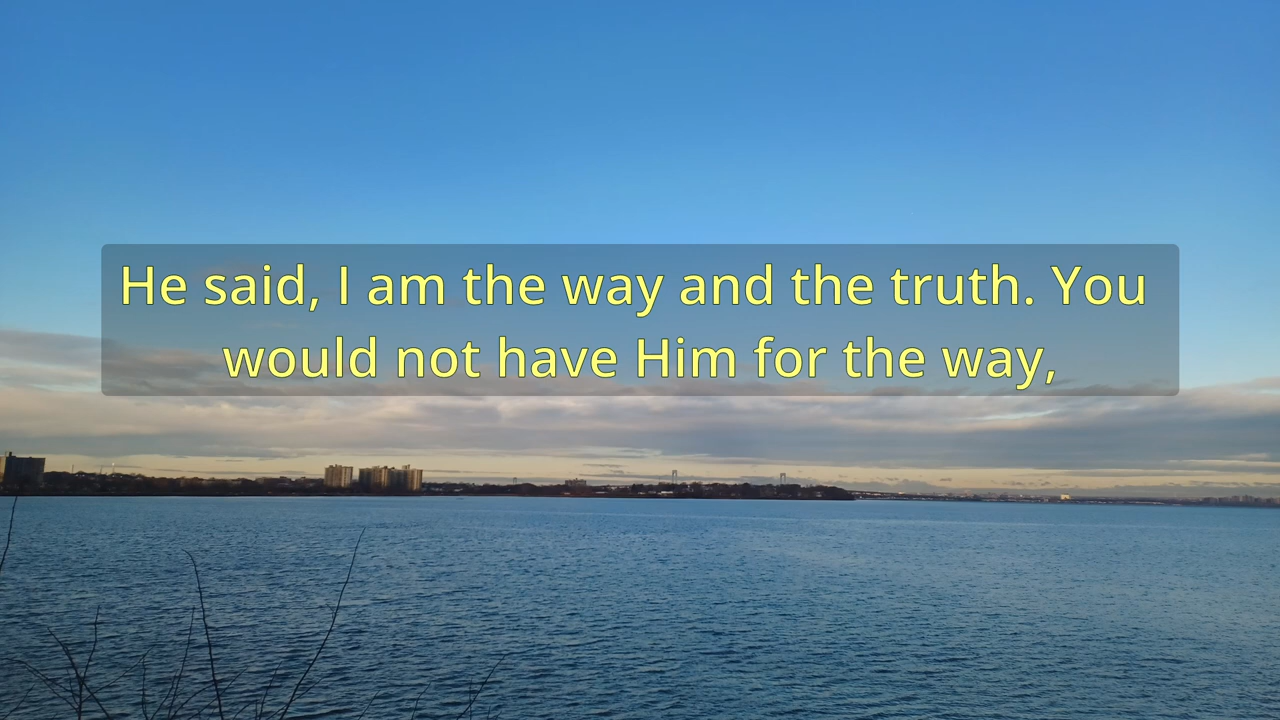 He said, I am the way and the truth. You
would not have Him for the way,